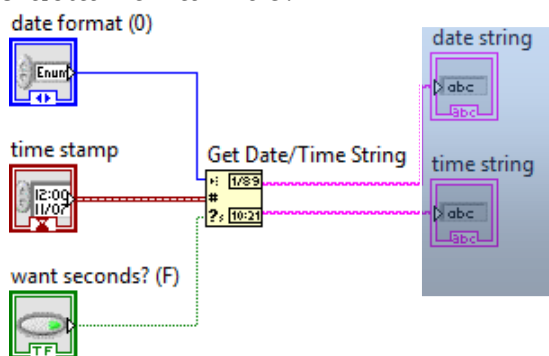 date format (0)
date string
Enum
abc
abc
time stamp
Get Date/Time String
time string
12:00
11/07
1/89
#
?: 10:21
abc
abc
want seconds? (F)
TF